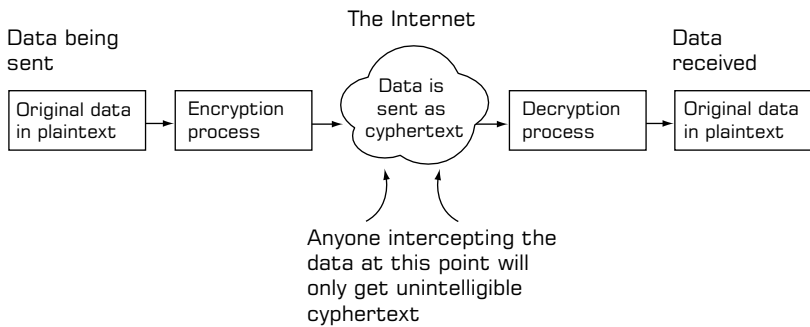 The Internet
Data being
sent
Data
received
Original data
in plaintext
Encryption
process
Data is
sent as
cyphertext
Decryption
process
Original data
in plaintext
Anyone intercepting the
data at this point will
only get unintelligible
cyphertext